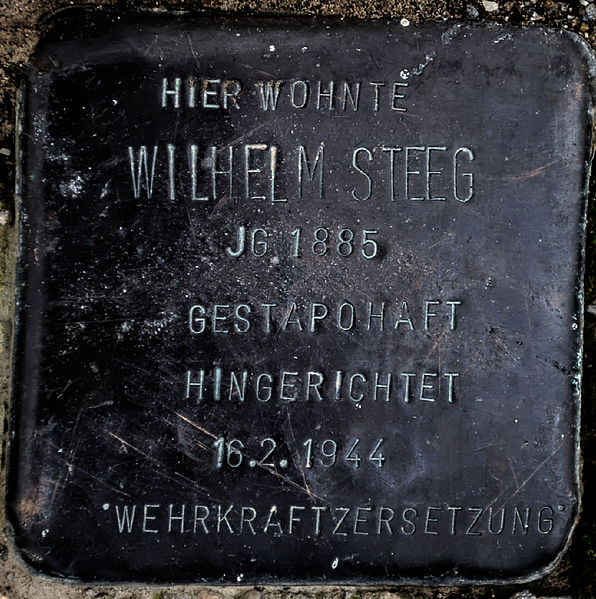 HIER WOHNTE
WILHELM STEEG
JG 1885
GESTAPOHAFT
HINGERICHTET
16.2.1944
"WEHRKRAFTZERSETZUNG"